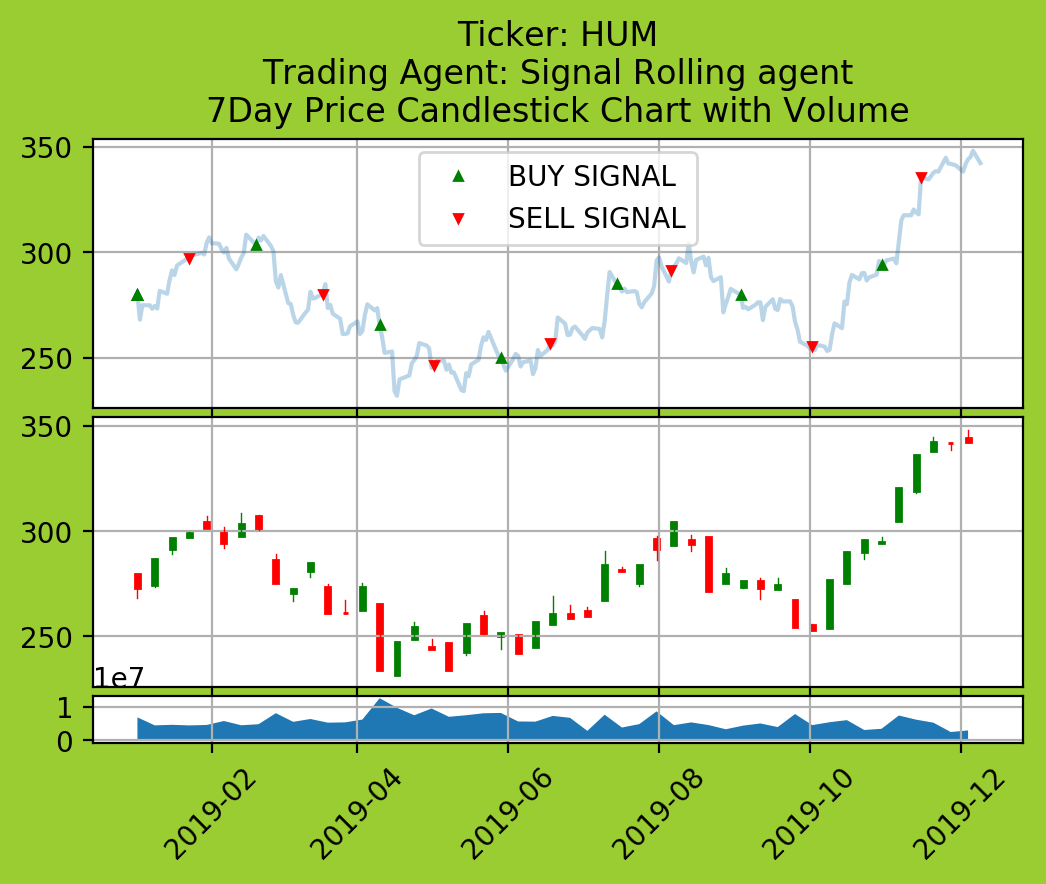 Ticker: HUM
Trading Agent: Signal Rolling agent
7Day Price Candlestick Chart with Volume
350
300
250
BUY SIGNAL
SELL SIGNAL
350
300
250
1e7
1
0
2019-02
2019-04
2019-06
2019-08
2019-10
2019-12